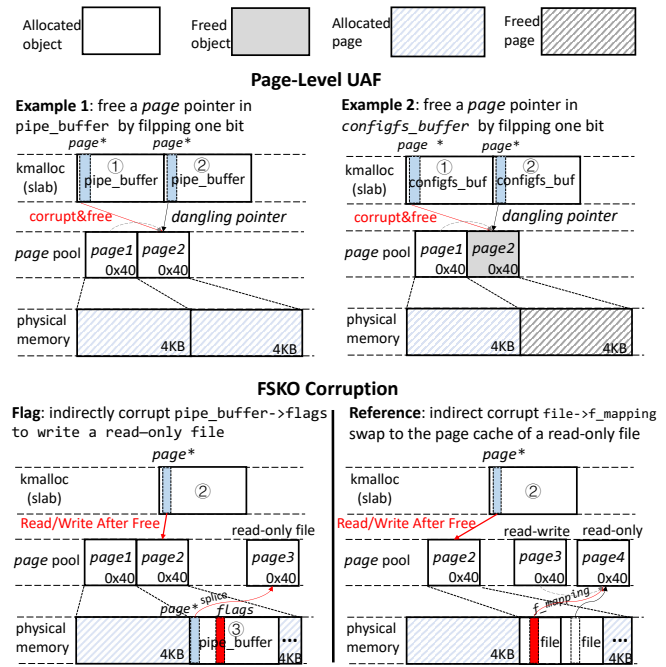 Allocated object
Freed object
Allocated page
Freed page
Page-Level UAF
Example 1: free a page pointer in
pipe_buffer by filpping one bit
page*
page*
kmalloc
(slab)
①
pipe_buffer
②
pipe_buffer
corrupt&free
dangling pointer
page pool
page1
0x40
page2
0x40
physical
memory
4KB
4KB
Example 2: free a page pointer in
configfs_buffer by flipping one bit
page *
page*
kmalloc
(slab)
①
configfs_buf
②
configfs_buf
corrupt&free
dangling pointer
page pool
page1
0x40
page2
0x40
physical
memory
4KB
4KB
FSKO Corruption
Flag: indirectly corrupt pipe_buffer->flags
to write a read–only file
page*
kmalloc
(slab)
②
Read/Write After Free
read-only file
page pool
page1
0x40
page2
0x40
page3
0x40
page*
splice
flags
physical
memory
4KB
③
pipe_buffer
...
4KB
Reference: indirect corrupt file->f_mapping
swap to the page cache of a read-only file
page*
kmalloc
(slab)
②
Read/Write After Free
read-write
read-only
page pool
page2
0x40
page3
0x40
page4
0x40
f_mapping
physical
memory
4KB
file
file
...
4KB